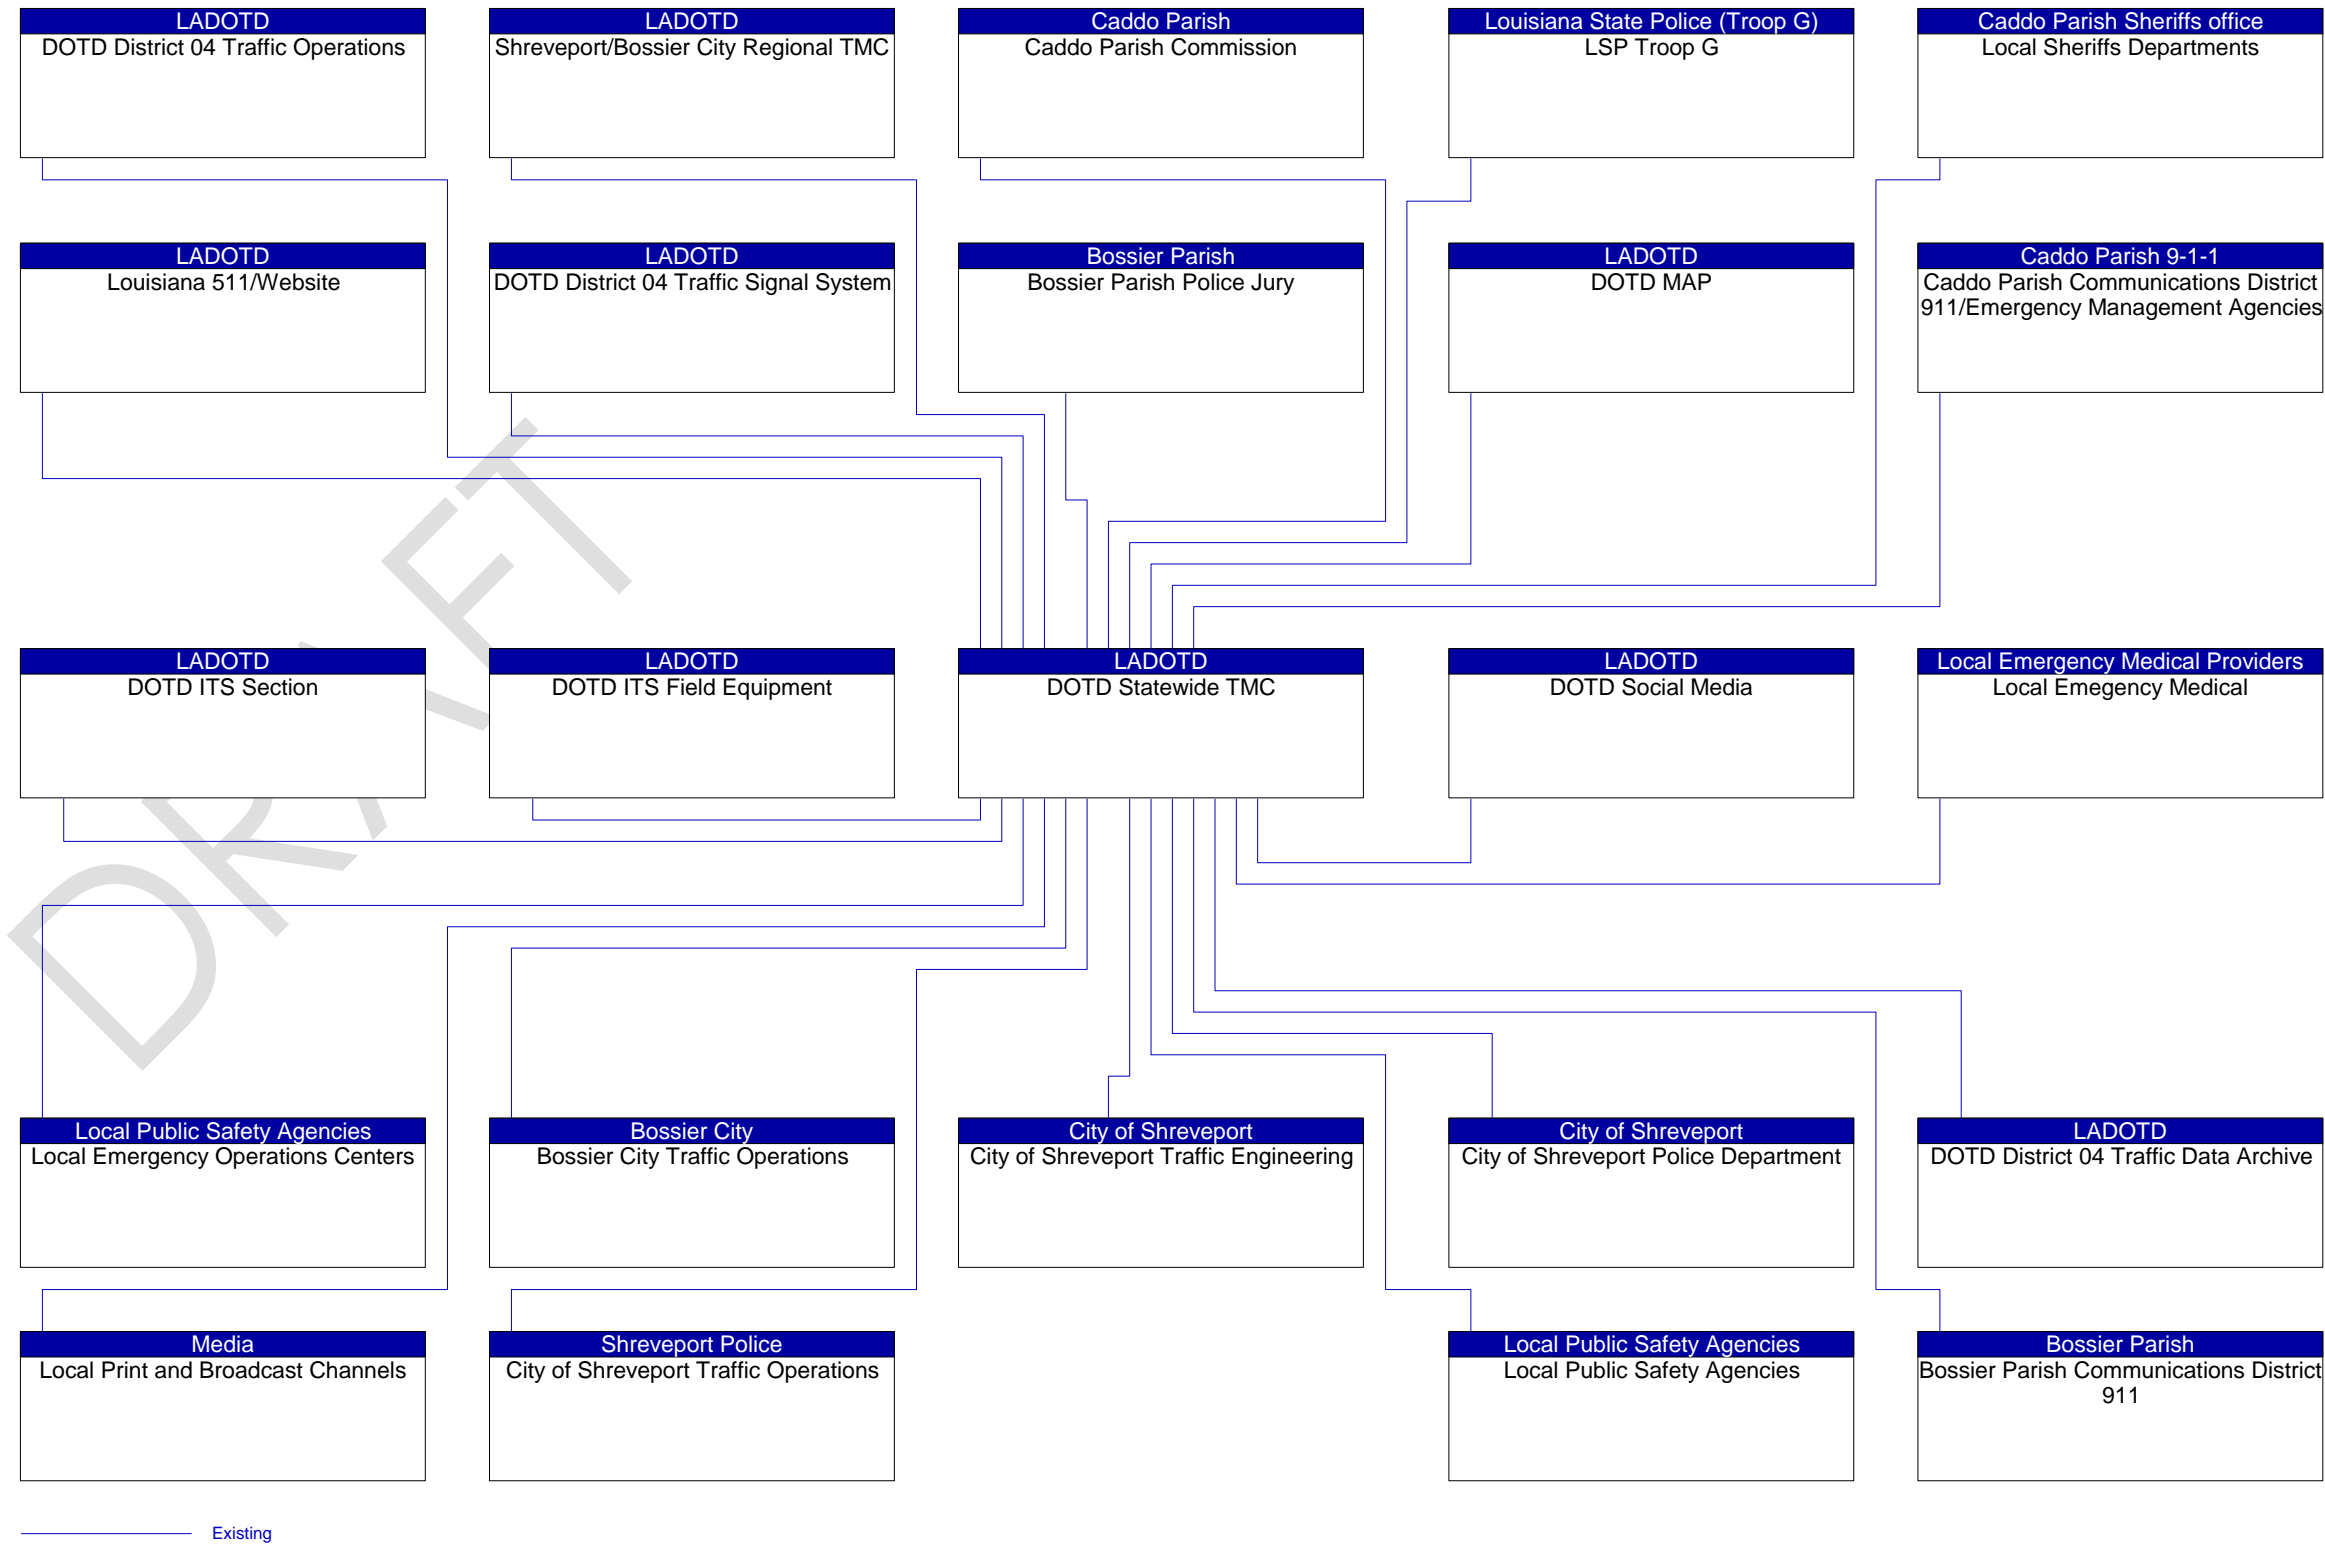 LADOTD
DOTD District 04 Traffic Operations
LADOTD
Shreveport/Bossier City Regional TMC
Caddo Parish
Caddo Parish Commission
Louisiana State Police (Troop G)
LSP Troop G
Caddo Parish Sheriffs office
Local Sheriffs Departments
LADOTD
Louisiana 511/Website
LADOTD
DOTD District 04 Traffic Signal System
Bossier Parish
Bossier Parish Police Jury
LADOTD
DOTD MAP
Caddo Parish 9-1-1
Caddo Parish Communications District
911/Emergency Management Agencies
DRAFT
LADOTD
DOTD ITS Section
LADOTD
DOTD ITS Field Equipment
LADOTD
DOTD Statewide TMC
LADOTD
DOTD Social Media
Local Emergency Medical Providers
Local Emegency Medical
Local Public Safety Agencies
Local Emergency Operations Centers
Bossier City
Bossier City Traffic Operations
City of Shreveport
City of Shreveport Traffic Engineering
City of Shreveport
City of Shreveport Police Department
LADOTD
DOTD District 04 Traffic Data Archive
Media
Local Print and Broadcast Channels
Shreveport Police
City of Shreveport Traffic Operations
Local Public Safety Agencies
Local Public Safety Agencies
Bossier Parish
Bossier Parish Communications District
911
Existing